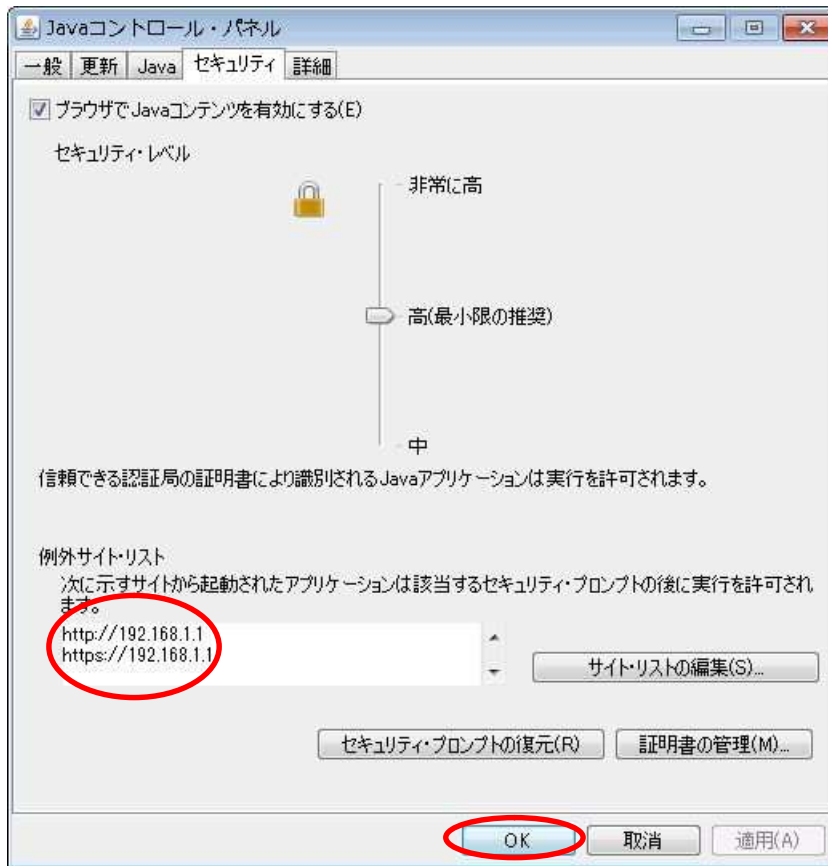 Javaコントロール・パネル
一般 更新 Java セキュリティ 詳細
ブラウザでJavaコンテンツを有効にする(E)
セキュリティ・レベル
非常に高
高(最小限の推奨)
中
信頼できる認証局の証明書により識別されるJavaアプリケーションは実行を許可されます。
例外サイト・リスト
次に示すサイトから起動されたアプリケーションは該当するセキュリティ・プロンプトの後に実行を許可され
ます。
http://192.168.1.1
https://192.168.1.1
サイト・リストの編集(S)...
セキュリティ・プロンプトの復元(R) 証明書の管理(M)...
OK 取消 適用(A)